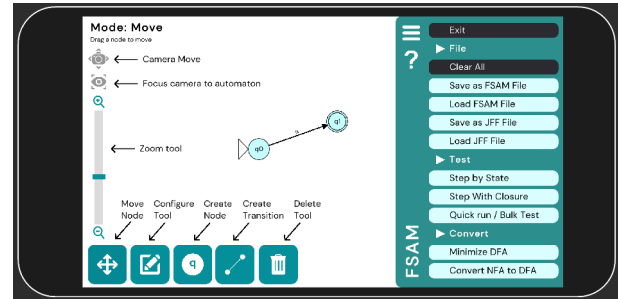 Mode: Move
Drag a node to move
Camera Move
Focus camera to automaton
Zoom tool
q0
a
q1
Move Node
Configure Tool
Create Node
Create Transition
Delete Tool
q
?
FSAM
Exit
File
Clear All
Save as FSAM File
Load FSAM File
Save as JFF File
Load JFF File
Test
Step by State
Step With Closure
Quick run / Bulk Test
Convert
Minimize DFA
Convert NFA to DFA